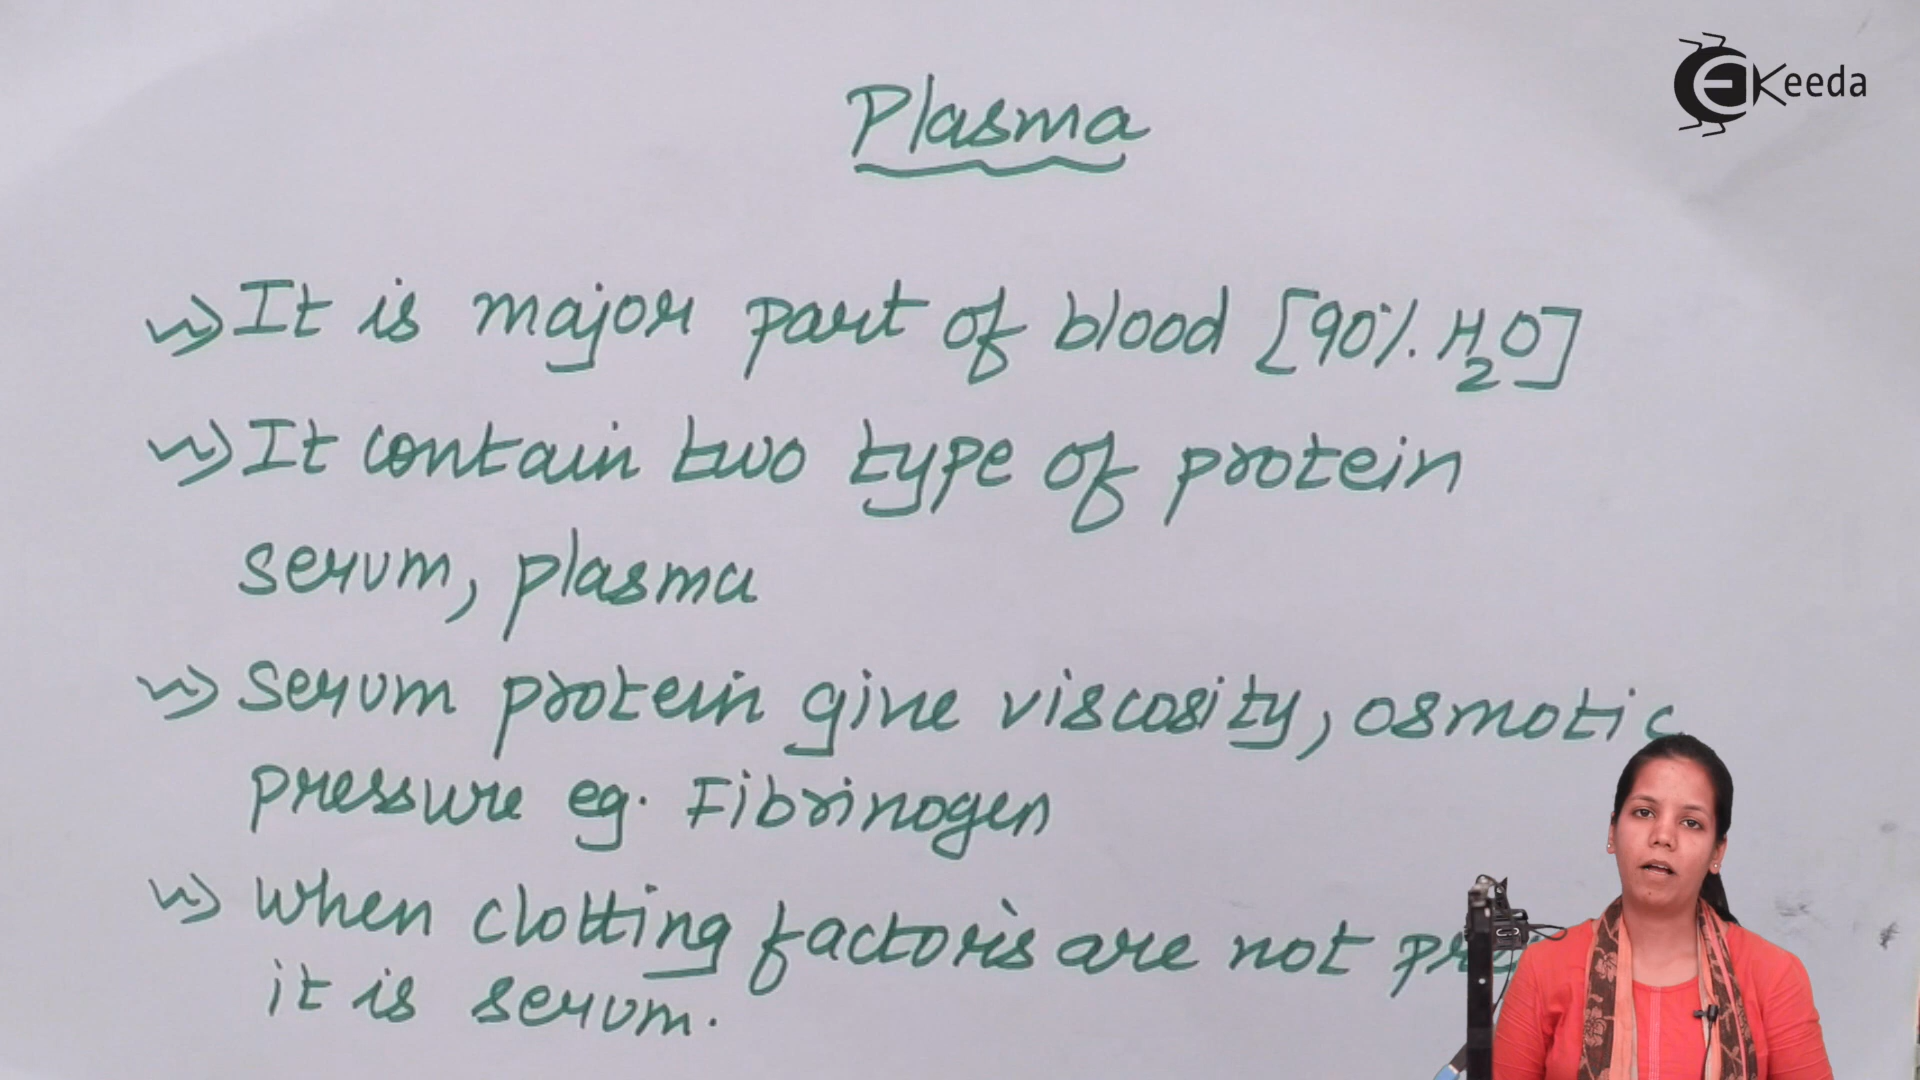 EKeeda
Plasma
It is major part of blood [90% H₂O]
It contain two type of protein
serum, plasma
Serum protein give viscosity, osmotic
pressure eg. Fibrinogen
When clotting factoris are not
it is serum.